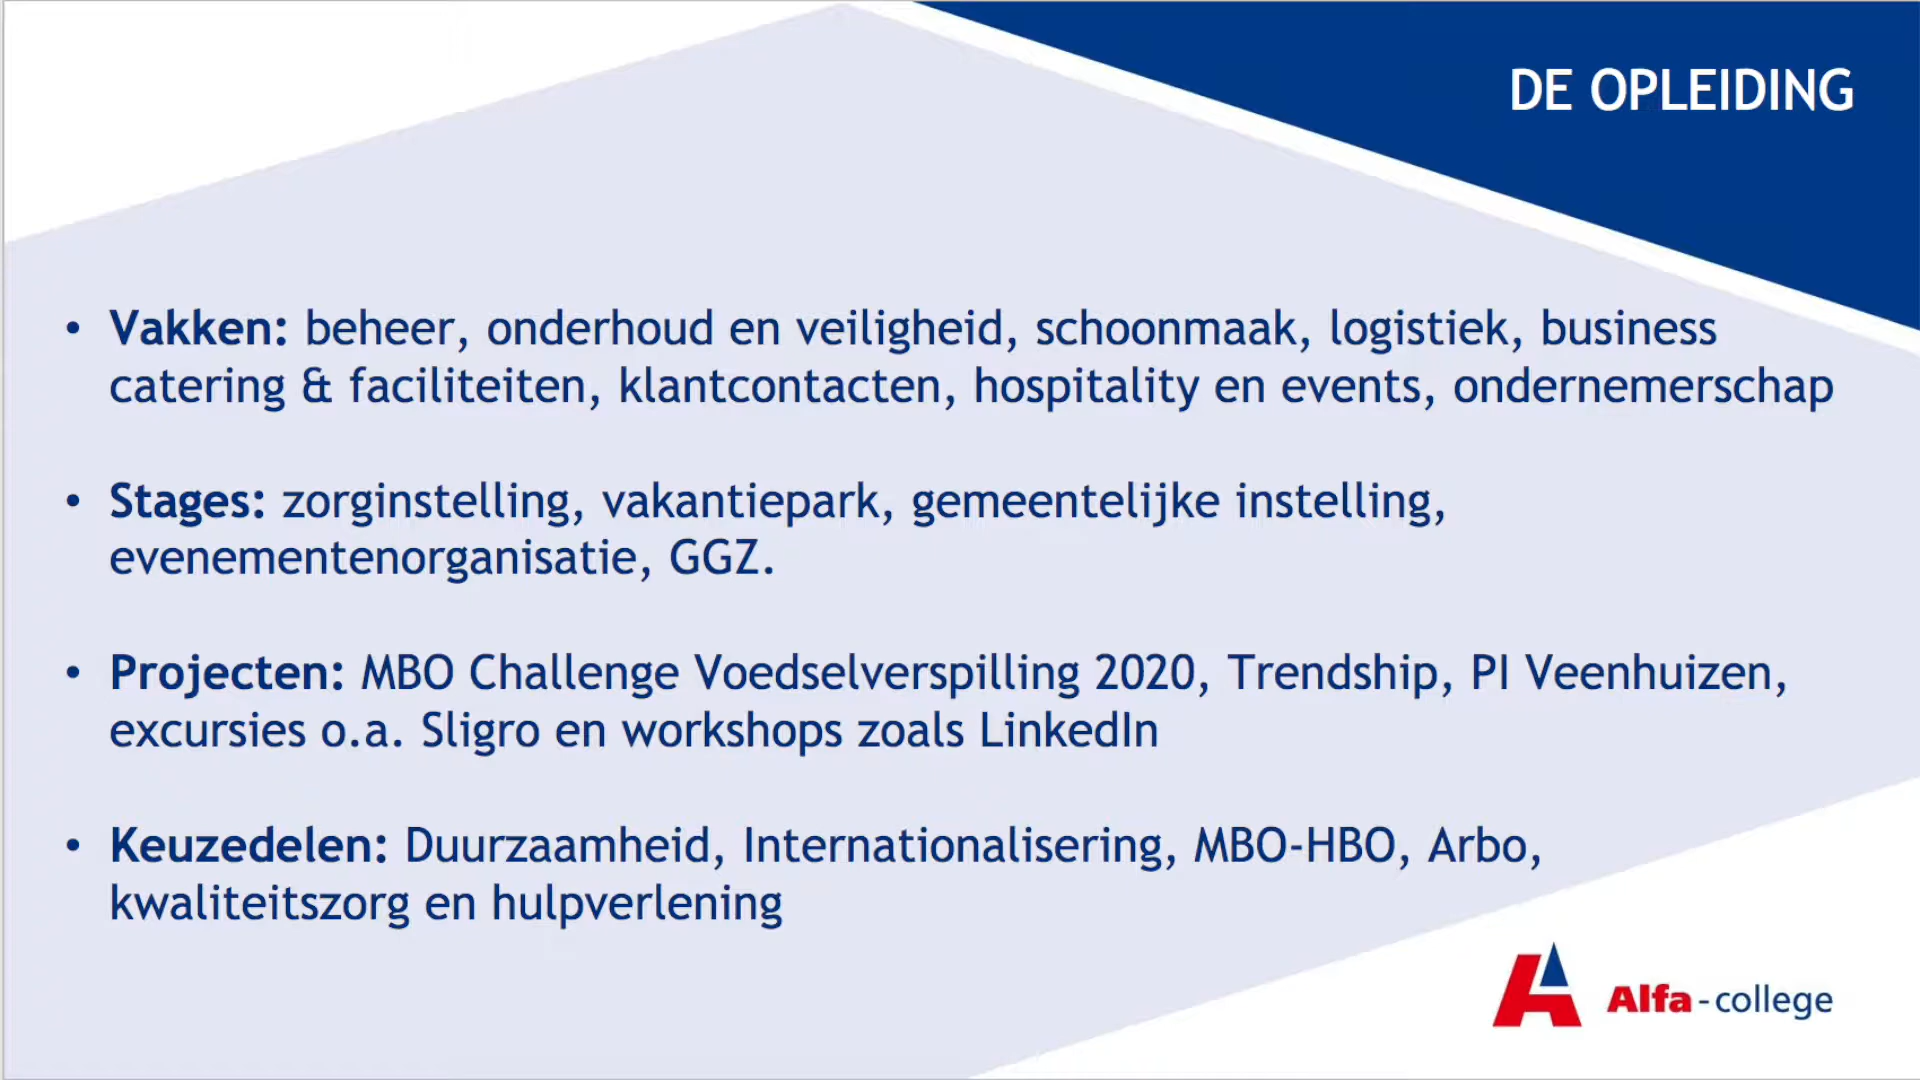 DE OPLEIDING
• Vakken: beheer, onderhoud en veiligheid, schoonmaak, logistiek, business
catering & faciliteiten, klantcontacten, hospitality en events, ondernemerschap
• Stages: zorginstelling, vakantiepark, gemeentelijke instelling,
evenementenorganisatie, GGZ.
• Projecten: MBO Challenge Voedselverspilling 2020, Trendship, PI Veenhuizen,
excursies o.a. Sligro en workshops zoals LinkedIn
• Keuzedelen: Duurzaamheid, Internationalisering, MBO-HBO, Arbo,
kwaliteitszorg en hulpverlening
Alfa-college